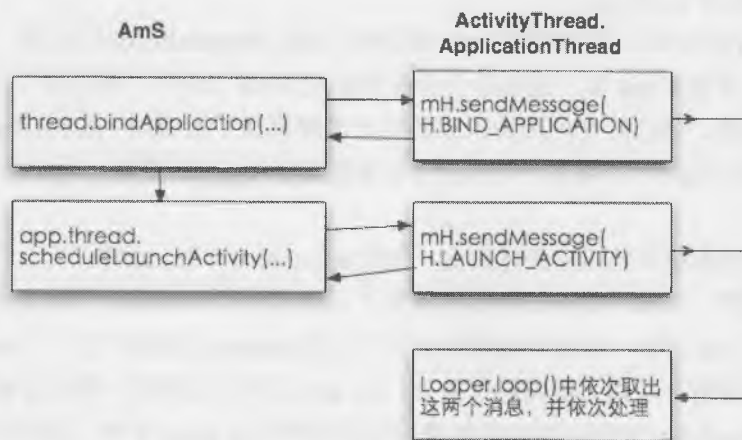 AmS
ActivityThread.
ApplicationThread
thread.bindApplication(...)
mH.sendMessage(
H.BIND_APPLICATION)
app.thread.
scheduleLaunchActivity(...)
mH.sendMessage(
H.LAUNCH_ACTIVITY)
Looper.loop()中依次取出
这两个消息，并依次处理